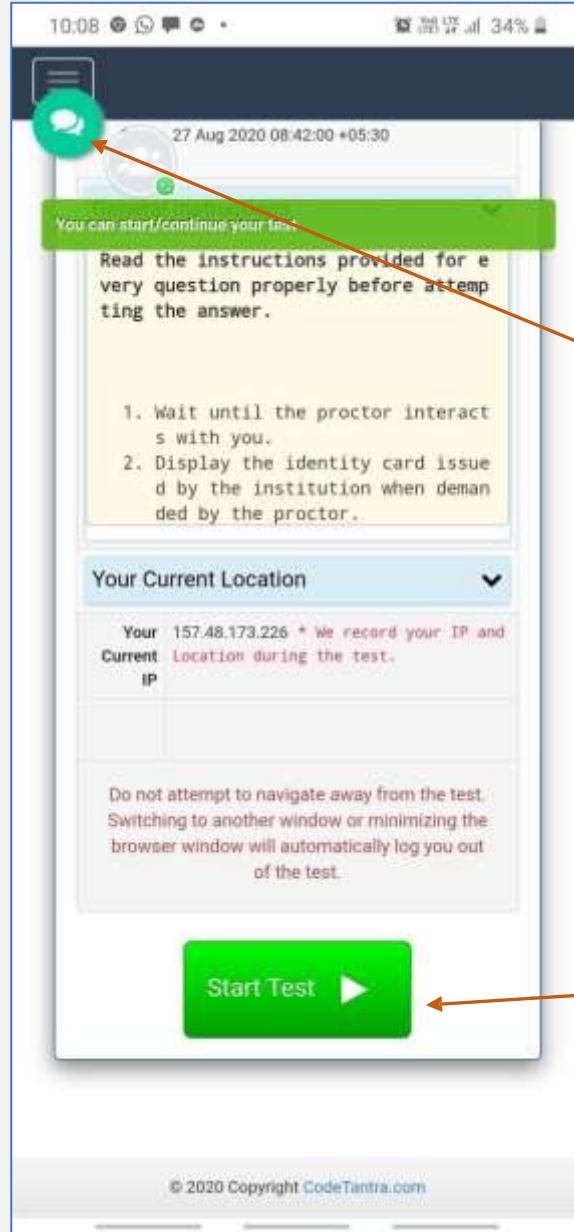 10:08
34%
27 Aug 2020 08:42:00 +05:30
You can start/continue your test
Read the instructions provided for e
very question properly before attemp
ting the answer.
1. Wait until the proctor interact
s with you.
2. Display the identity card issue
d by the institution when deman
ded by the proctor.
Your Current Location
Your 157.48.173.226 * We record your IP and
Current Location during the test.
IP
Do not attempt to navigate away from the test.
Switching to another window or minimizing the
browser window will automatically log you out
of the test.
Start Test
© 2020 Copyright CodeTantra.com